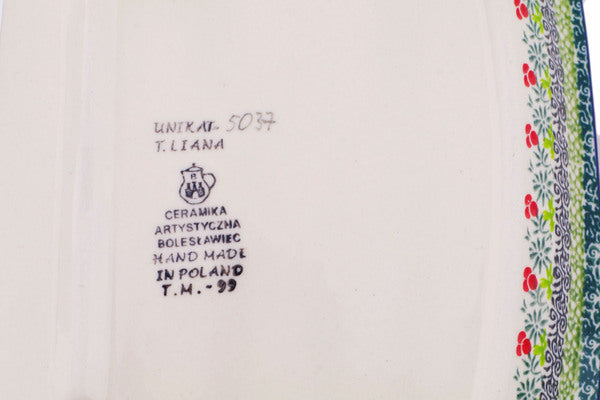 UNIKAT 5037
T. LIANA
CERAMIKA
ARTYSTYCZNA
BOLESŁAWIEC
HAND MADE
IN POLAND
T.M.-99